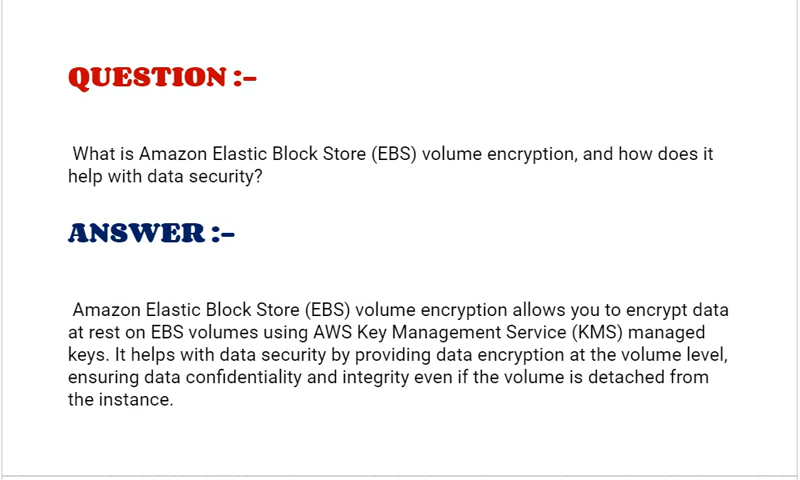 QUESTION :-
What is Amazon Elastic Block Store (EBS) volume encryption, and how does it
help with data security?
ANSWER :-
Amazon Elastic Block Store (EBS) volume encryption allows you to encrypt data
at rest on EBS volumes using AWS Key Management Service (KMS) managed
keys. It helps with data security by providing data encryption at the volume level,
ensuring data confidentiality and integrity even if the volume is detached from
the instance.